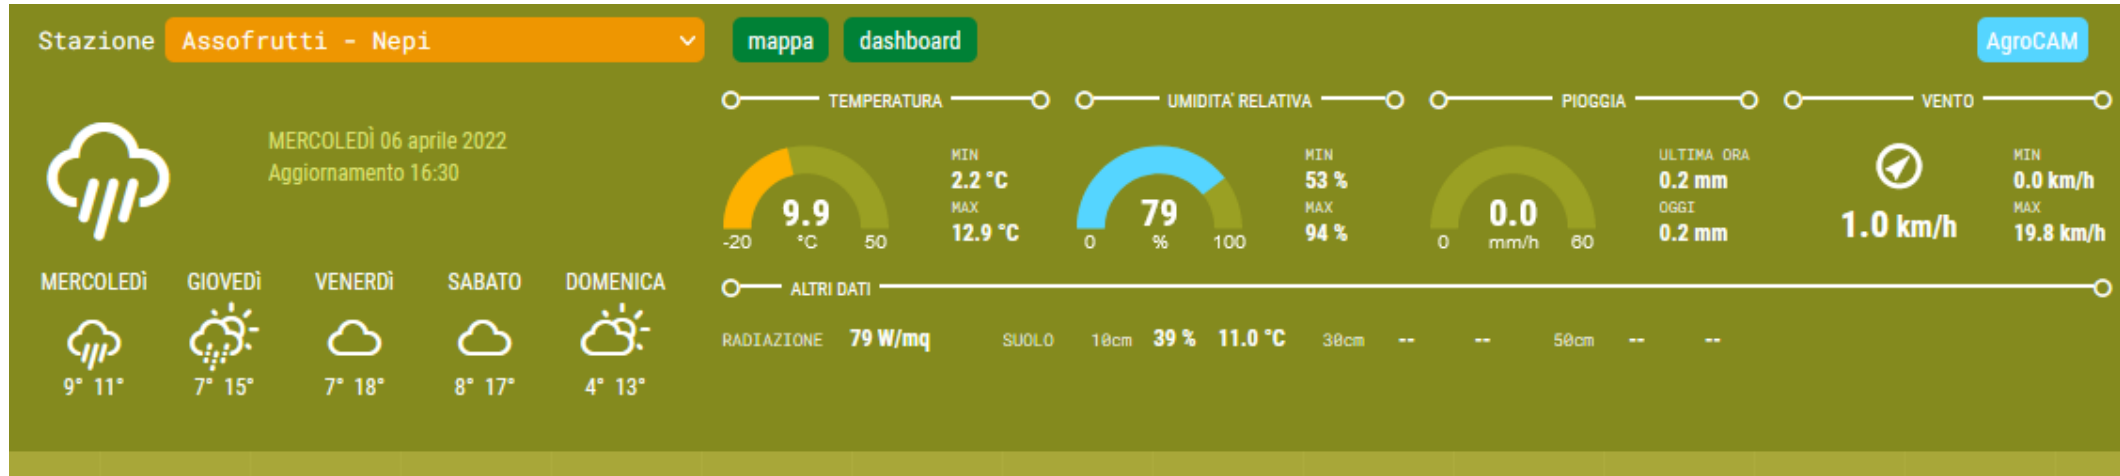 Stazione Assofrutti - Nepi mappa dashboard AgroCAM
MERCOLEDÌ 06 aprile 2022
Aggiornamento 16:30
MERCOLEDÌ GIOVEDÌ VENERDÌ SABATO DOMENICA
9° 11° 7° 15° 7° 18° 8° 17° 4° 13°
TEMPERATURA
9.9
-20 °C 50
MIN
2.2 °C
MAX
12.9 °C
UMIDITA' RELATIVA
79
0 % 100
MIN
53 %
MAX
94 %
PIOGGIA
0.0
0 mm/h 60
ULTIMA ORA
0.2 mm
OGGI
0.2 mm
VENTO
1.0 km/h
MIN
0.0 km/h
MAX
19.8 km/h
ALTRI DATI
RADIAZIONE 79 W/mq SUOLO 10cm 39 % 11.0 °C 30cm -- -- 50cm -- --